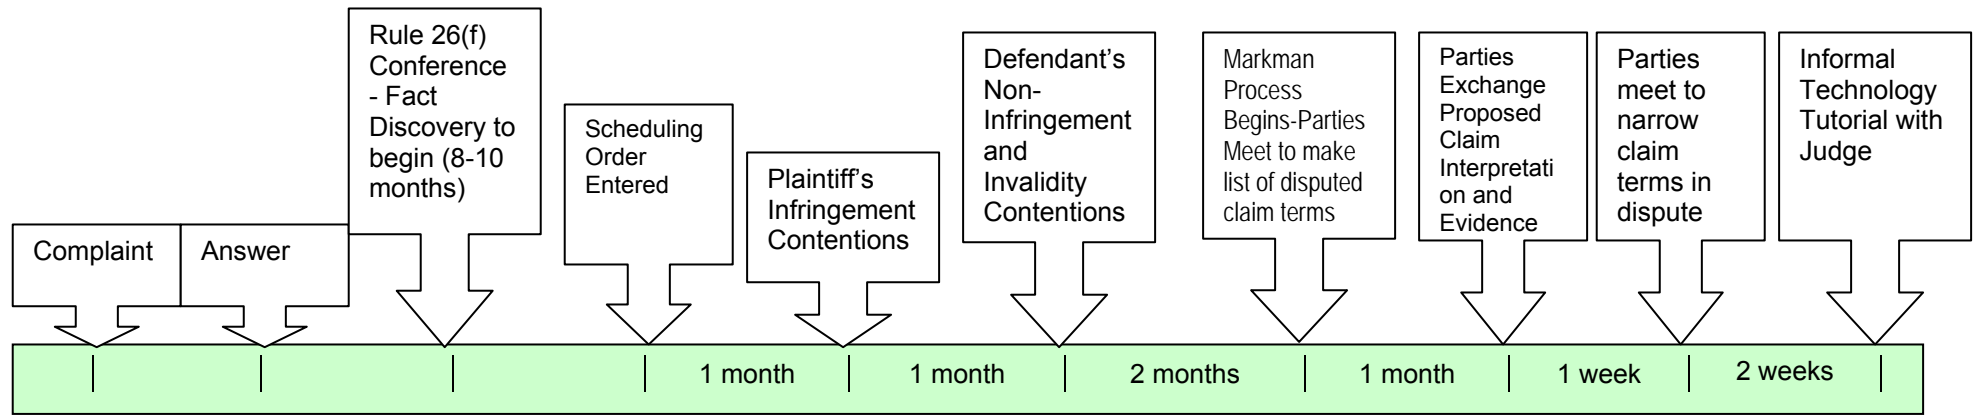 Complaint
Answer
Rule 26(f)
Conference
- Fact
Discovery to
begin (8-10
months)
Scheduling
Order
Entered
Plaintiff’s
Infringement
Contentions
Defendant’s
Non-
Infringement
and
Invalidity
Contentions
Markman
Process
Begins-Parties
Meet to make
list of disputed
claim terms
Parties
Exchange
Proposed
Claim
Interpretati
on and
Evidence
Parties
meet to
narrow
claim
terms in
dispute
Informal
Technology
Tutorial with
Judge
1 month
1 month
2 months
1 month
1 week
2 weeks